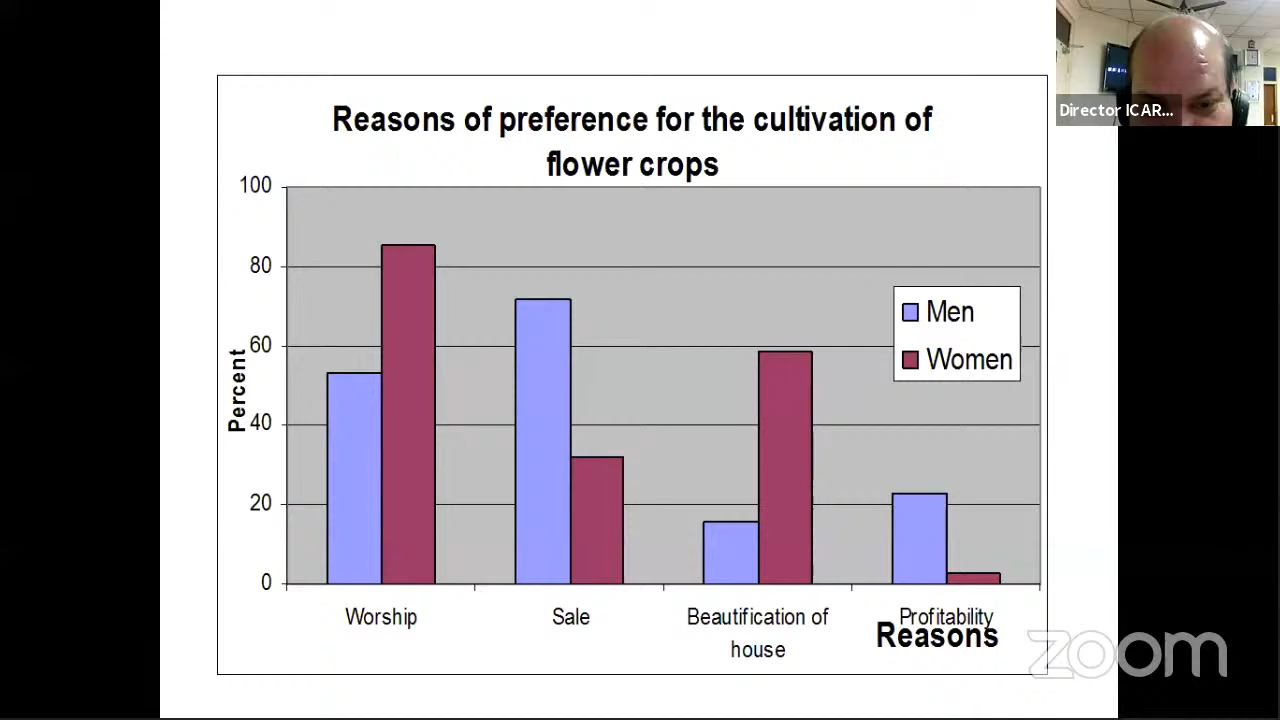 Director ICAR...
Reasons of preference for the cultivation of
flower crops
100
80
60
40
20
0
Percent
Men
Women
Worship
Sale
Beautification of
house
Profitability
Reasons
zoom